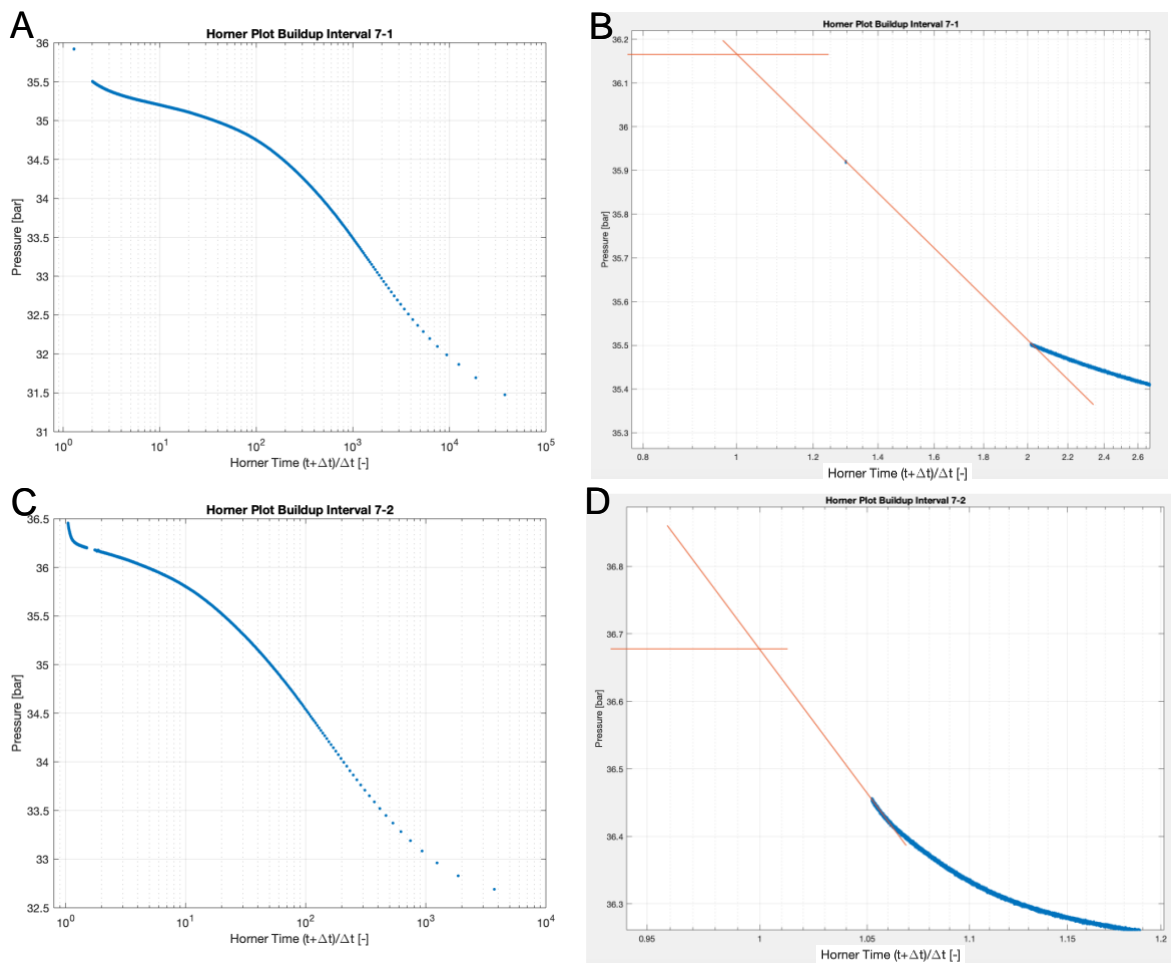 A
Horner Plot Buildup Interval 7-1
36
35.5
35
34.5
34
33.5
33
32.5
32
31.5
31
Pressure [bar]
10^0 10^1 10^2 10^3 10^4 10^5
Horner Time (t+Δt)/Δt [-]
B
Horner Plot Buildup Interval 7-1
36.2
36.1
36
35.9
35.8
35.7
35.6
35.5
35.4
35.3
Pressure [bar]
0.8 1 1.2 1.4 1.6 1.8 2 2.2 2.4 2.6
Horner Time (t+Δt)/Δt [-]
C
Horner Plot Buildup Interval 7-2
36.5
36
35.5
35
34.5
34
33.5
33
32.5
Pressure [bar]
10^0 10^1 10^2 10^3 10^4
Horner Time (t+Δt)/Δt [-]
D
Horner Plot Buildup Interval 7-2
36.8
36.7
36.6
36.5
36.4
36.3
Pressure [bar]
0.95 1 1.05 1.1 1.15 1.2
Horner Time (t+Δt)/Δt [-]